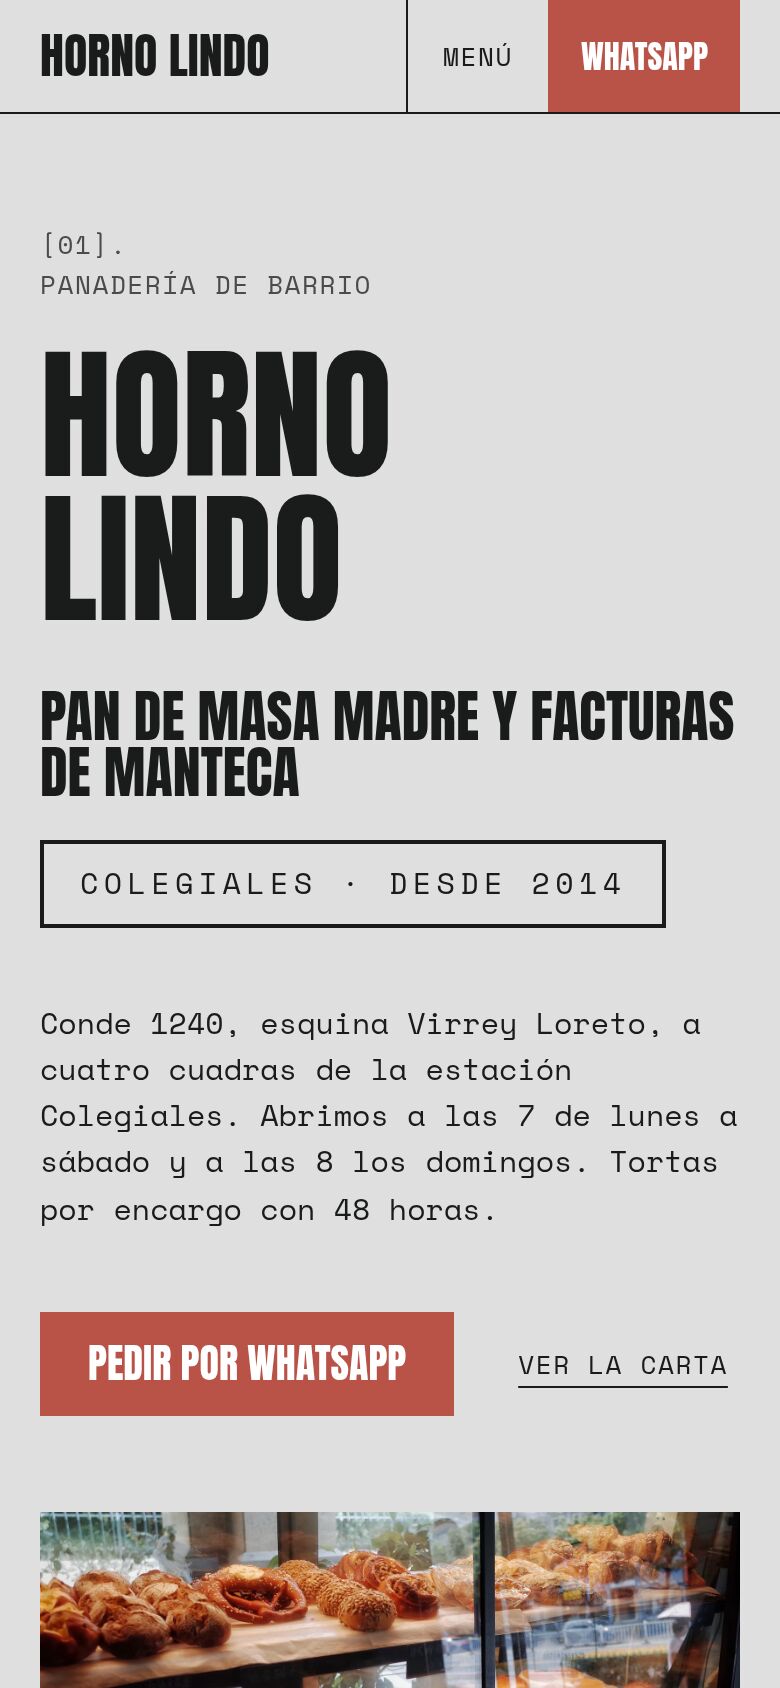 HORNO LINDO
MENÚ
WHATSAPP
[01].
PANADERÍA DE BARRIO
HORNO
LINDO
PAN DE MASA MADRE Y FACTURAS
DE MANTECA
COLEGIALES · DESDE 2014
Conde 1240, esquina Virrey Loreto, a
cuatro cuadras de la estación
Colegiales. Abrimos a las 7 de lunes a
sábado y a las 8 los domingos. Tortas
por encargo con 48 horas.
PEDIR POR WHATSAPP
VER LA CARTA